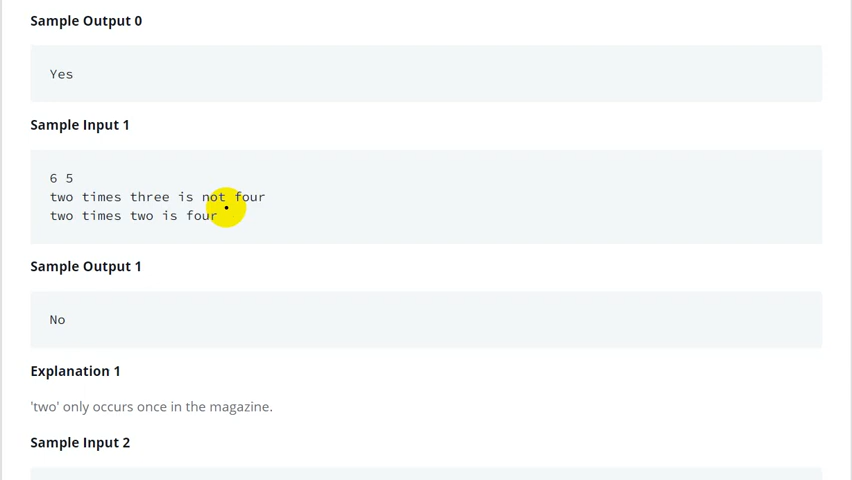 Sample Output 0
Yes
Sample Input 1
6 5
two times three is not four
two times two is four
Sample Output 1
No
Explanation 1
'two' only occurs once in the magazine.
Sample Input 2